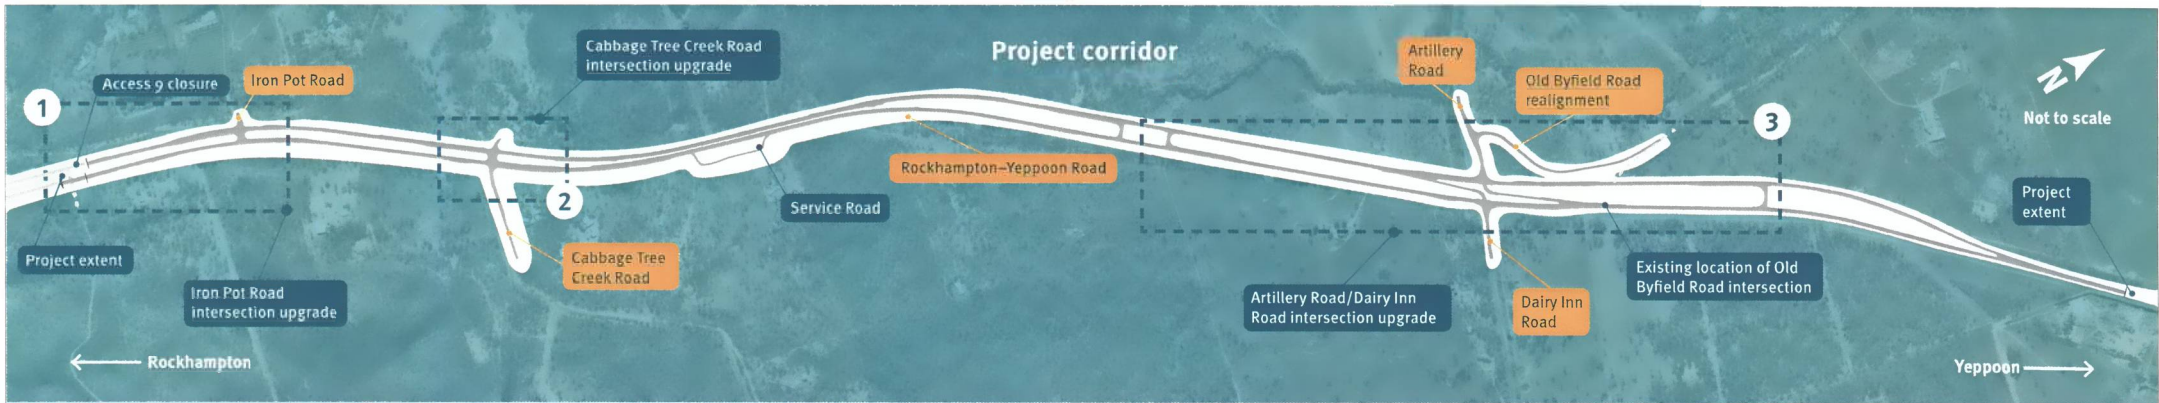 Project corridor
1
Access 9 closure
Iron Pot Road
Cabbage Tree Creek Road
intersection upgrade
Artillery
Road
Old Byfield Road
realignment
3
N
Not to scale
Rockhampton–Yeppoon Road
2
Service Road
Project
extent
Project extent
Cabbage Tree
Creek Road
Iron Pot Road
intersection upgrade
Artillery Road/Dairy Inn
Road intersection upgrade
Dairy Inn
Road
Existing location of Old
Byfield Road intersection
Rockhampton
Yeppoon